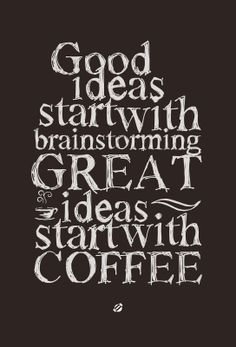 Good
ideas
start with
brainstorming
GREAT
ideas
start with
COFFEE